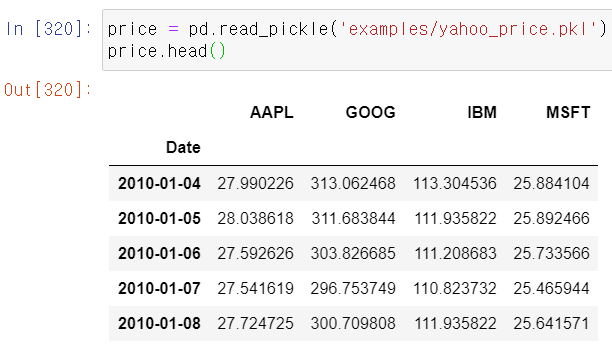 In [320]: price = pd.read_pickle('examples/yahoo_price.pkl')
price.head()
Out[320]:
AAPL GOOG IBM MSFT
Date
2010-01-04 27.990226 313.062468 113.304536 25.884104
2010-01-05 28.038618 311.683844 111.935822 25.892466
2010-01-06 27.592626 303.826685 111.208683 25.733566
2010-01-07 27.541619 296.753749 110.823732 25.465944
2010-01-08 27.724725 300.709808 111.935822 25.641571